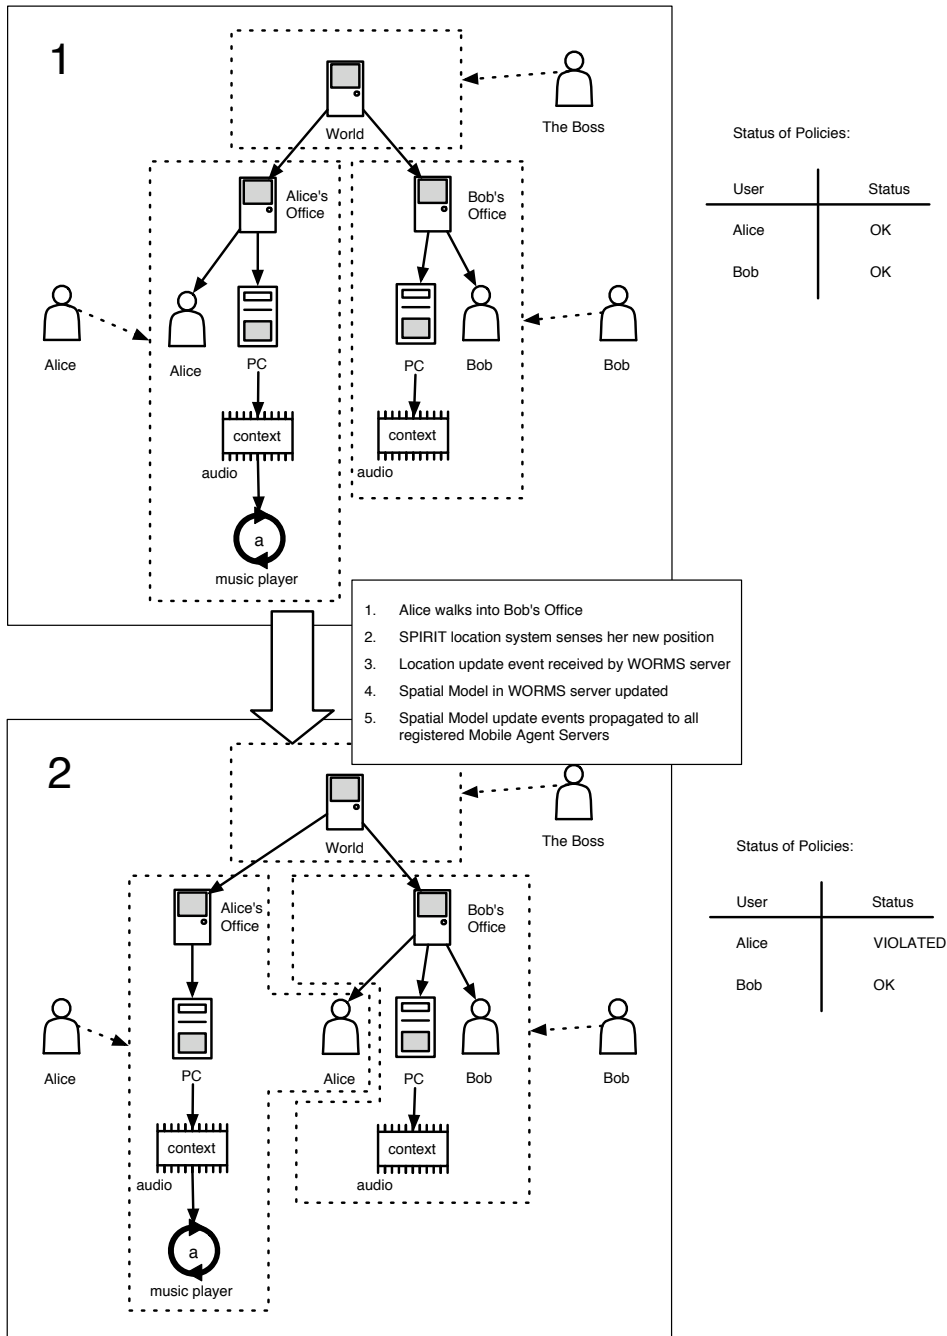 1
World
The Boss
Status of Policies:
User Status
Alice OK
Bob OK
Alice's
Office
Bob's
Office
Alice
Alice
PC
PC
Bob
Bob
context
audio
context
audio
a
music player
1. Alice walks into Bob's Office
2. SPIRIT location system senses her new position
3. Location update event received by WORMS server
4. Spatial Model in WORMS server updated
5. Spatial Model update events propagated to all
registered Mobile Agent Servers
2
World
The Boss
Status of Policies:
User Status
Alice VIOLATED
Bob OK
Alice's
Office
Bob's
Office
Alice
PC
Alice
PC
Bob
Bob
context
audio
context
audio
a
music player